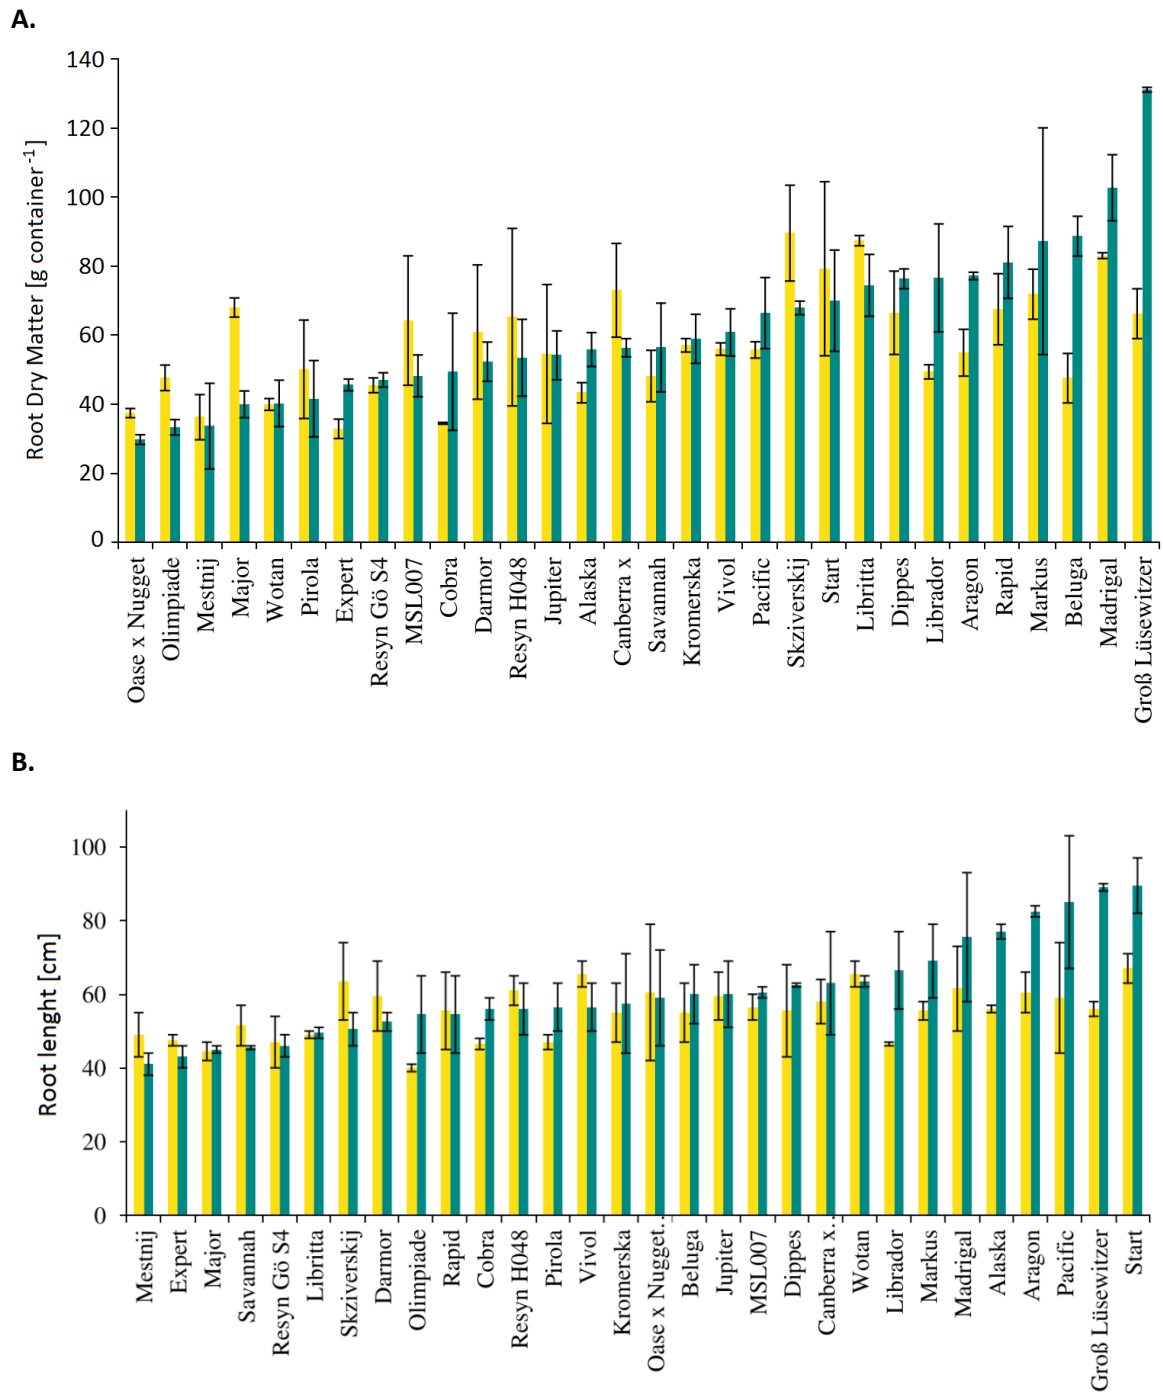 A.
Root Dry Matter [g container⁻¹]
140
120
100
80
60
40
20
0
Oase x Nugget
Olimpiade
Mestnij
Major
Wotan
Pirola
Expert
Resyn Gö S4
MSL007
Cobra
Darmor
Resyn H048
Jupiter
Alaska
Canberra x
Savannah
Kromerska
Vivol
Pacific
Skziverskij
Start
Libritta
Dippes
Librador
Aragon
Rapid
Markus
Beluga
Madrigal
Groß Lüsewitzer
B.
Root lenght [cm]
100
80
60
40
20
0
Mestnij
Expert
Major
Savannah
Resyn Gö S4
Libritta
Skziverskij
Darmor
Olimpiade
Rapid
Cobra
Resyn H048
Pirola
Vivol
Kromerska
Oase x Nugget…
Beluga
Jupiter
MSL007
Dippes
Canberra x…
Wotan
Librador
Markus
Madrigal
Alaska
Aragon
Pacific
Groß Lüsewitzer
Start